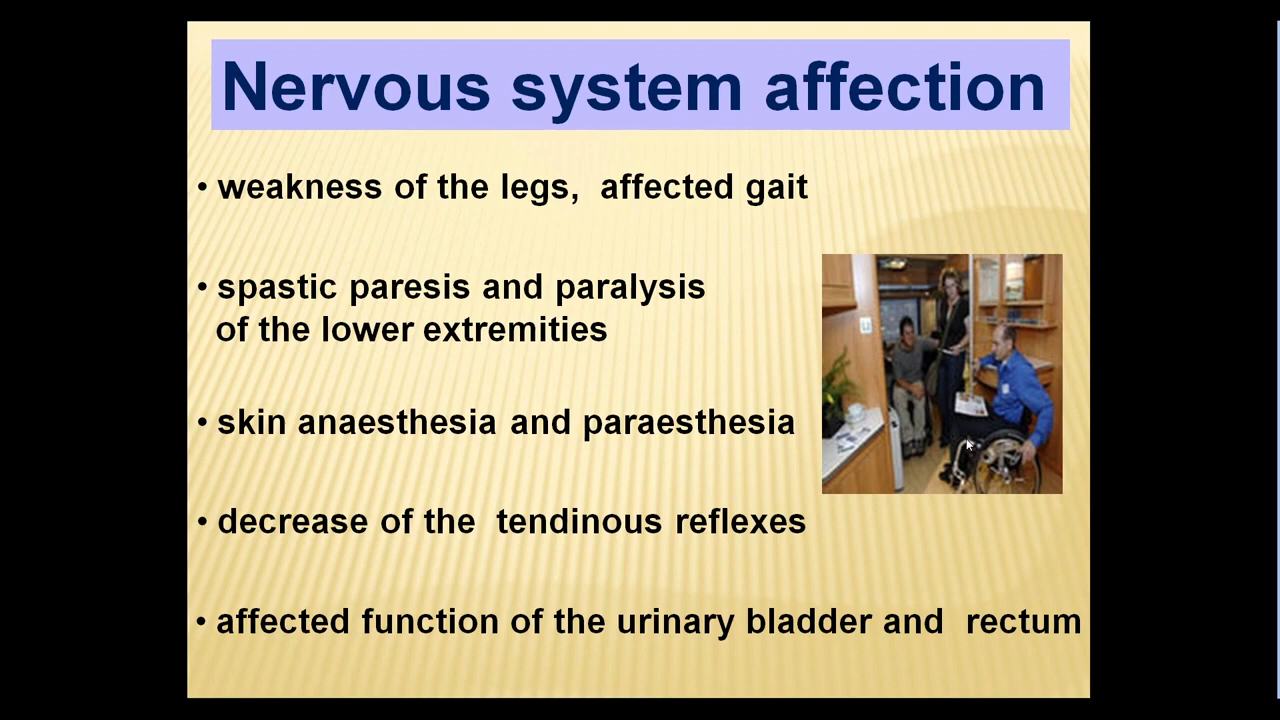 Nervous system affection
• weakness of the legs, affected gait
• spastic paresis and paralysis
of the lower extremities
• skin anaesthesia and paraesthesia
• decrease of the tendinous reflexes
• affected function of the urinary bladder and rectum